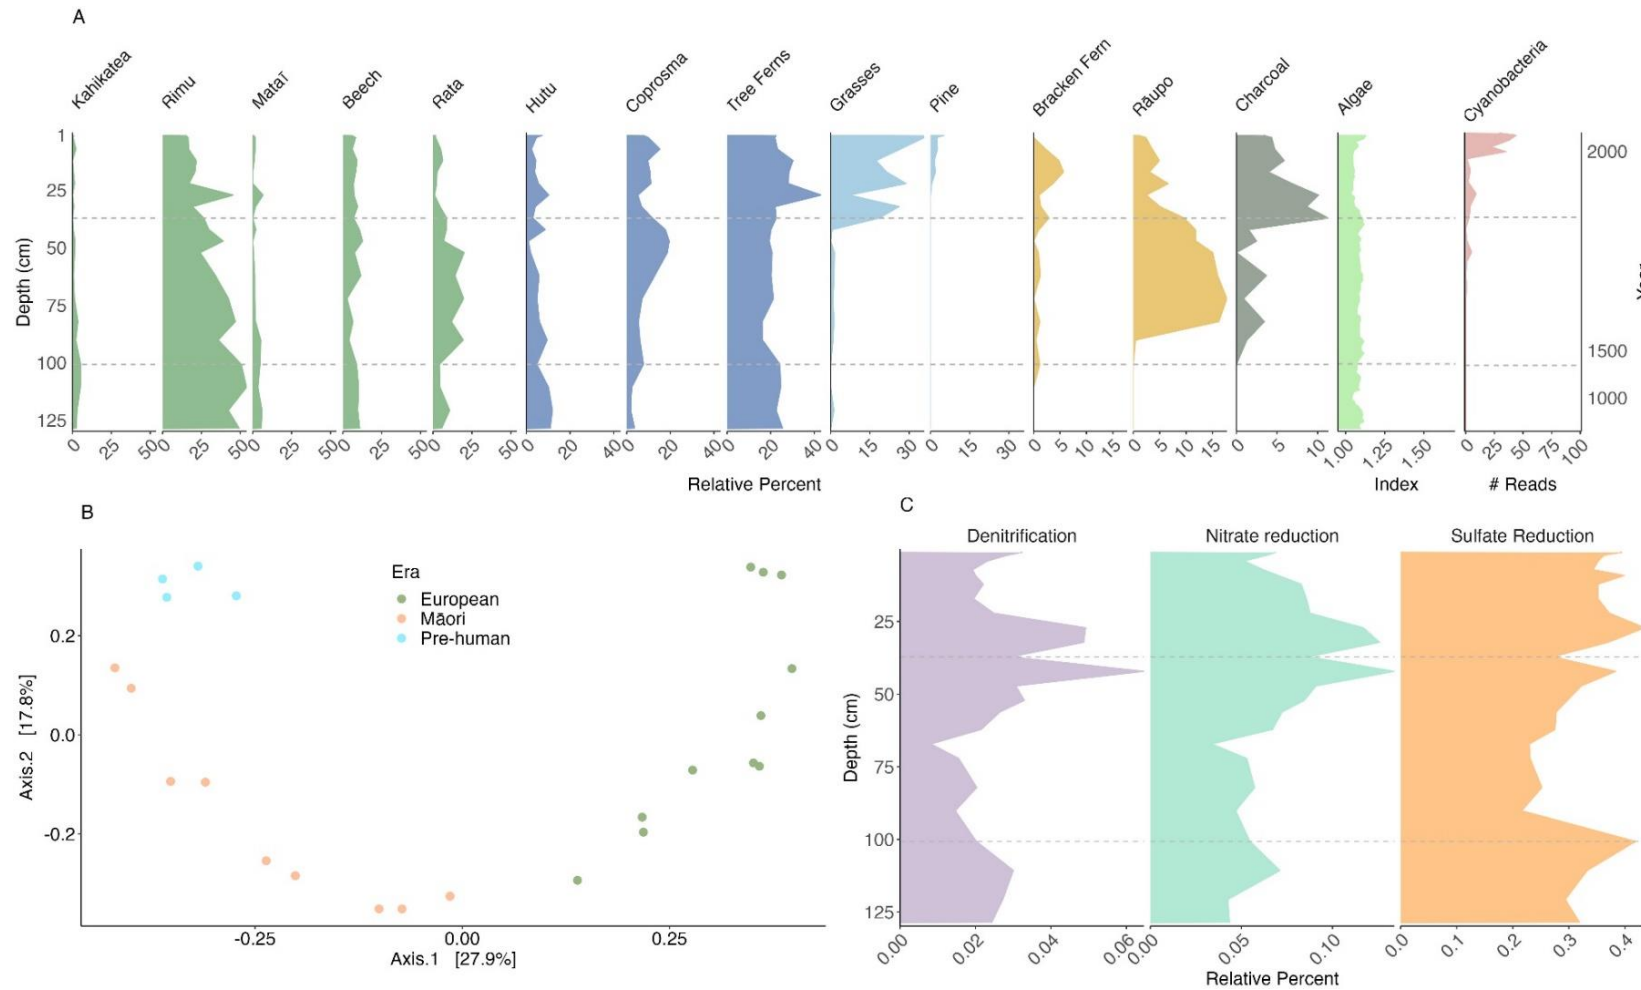 A
Kahikatea Rimu Mataī Beech Rata Hutu Coprosma Tree Ferns Grasses Pine Bracken Fern Rāupo Charcoal Algae Cyanobacteria
Depth (cm)
1
25
50
75
100
125
2000
1500
1000
0 25 50 0 25 50 0 25 50 0 25 50 0 25 50 0 20 40 0 20 40 0 20 40 0 15 30 0 15 30 0 5 10 15 0 5 10 15 0 5 10 1.00 1.25 1.50 0 25 50 75 100
Relative Percent Index # Reads
B
Axis.2 [17.8%]
0.2
0.0
-0.2
Era
European
Māori
Pre-human
-0.25 0.00 0.25
Axis.1 [27.9%]
C
Denitrification Nitrate reduction Sulfate Reduction
Depth (cm)
25
50
75
100
125
0.00 0.02 0.04 0.06 0.00 0.05 0.10 0 0.1 0.2 0.3 0.4
Relative Percent